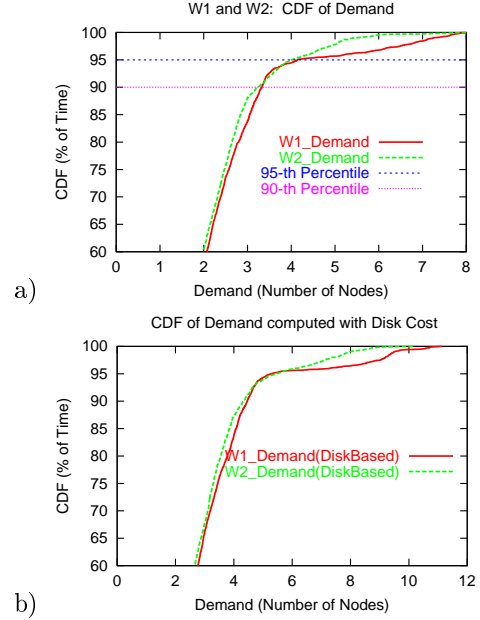 W1 and W2: CDF of Demand
100
95
90
85
80
75
70
65
60
CDF (% of Time)
W1_Demand
W2_Demand
95-th Percentile
90-th Percentile
0 1 2 3 4 5 6 7 8
Demand (Number of Nodes)
a)
CDF of Demand computed with Disk Cost
100
95
90
85
80
75
70
65
60
CDF (% of Time)
W1_Demand(DiskBased)
W2_Demand(DiskBased)
0 2 4 6 8 10 12
Demand (Number of Nodes)
b)